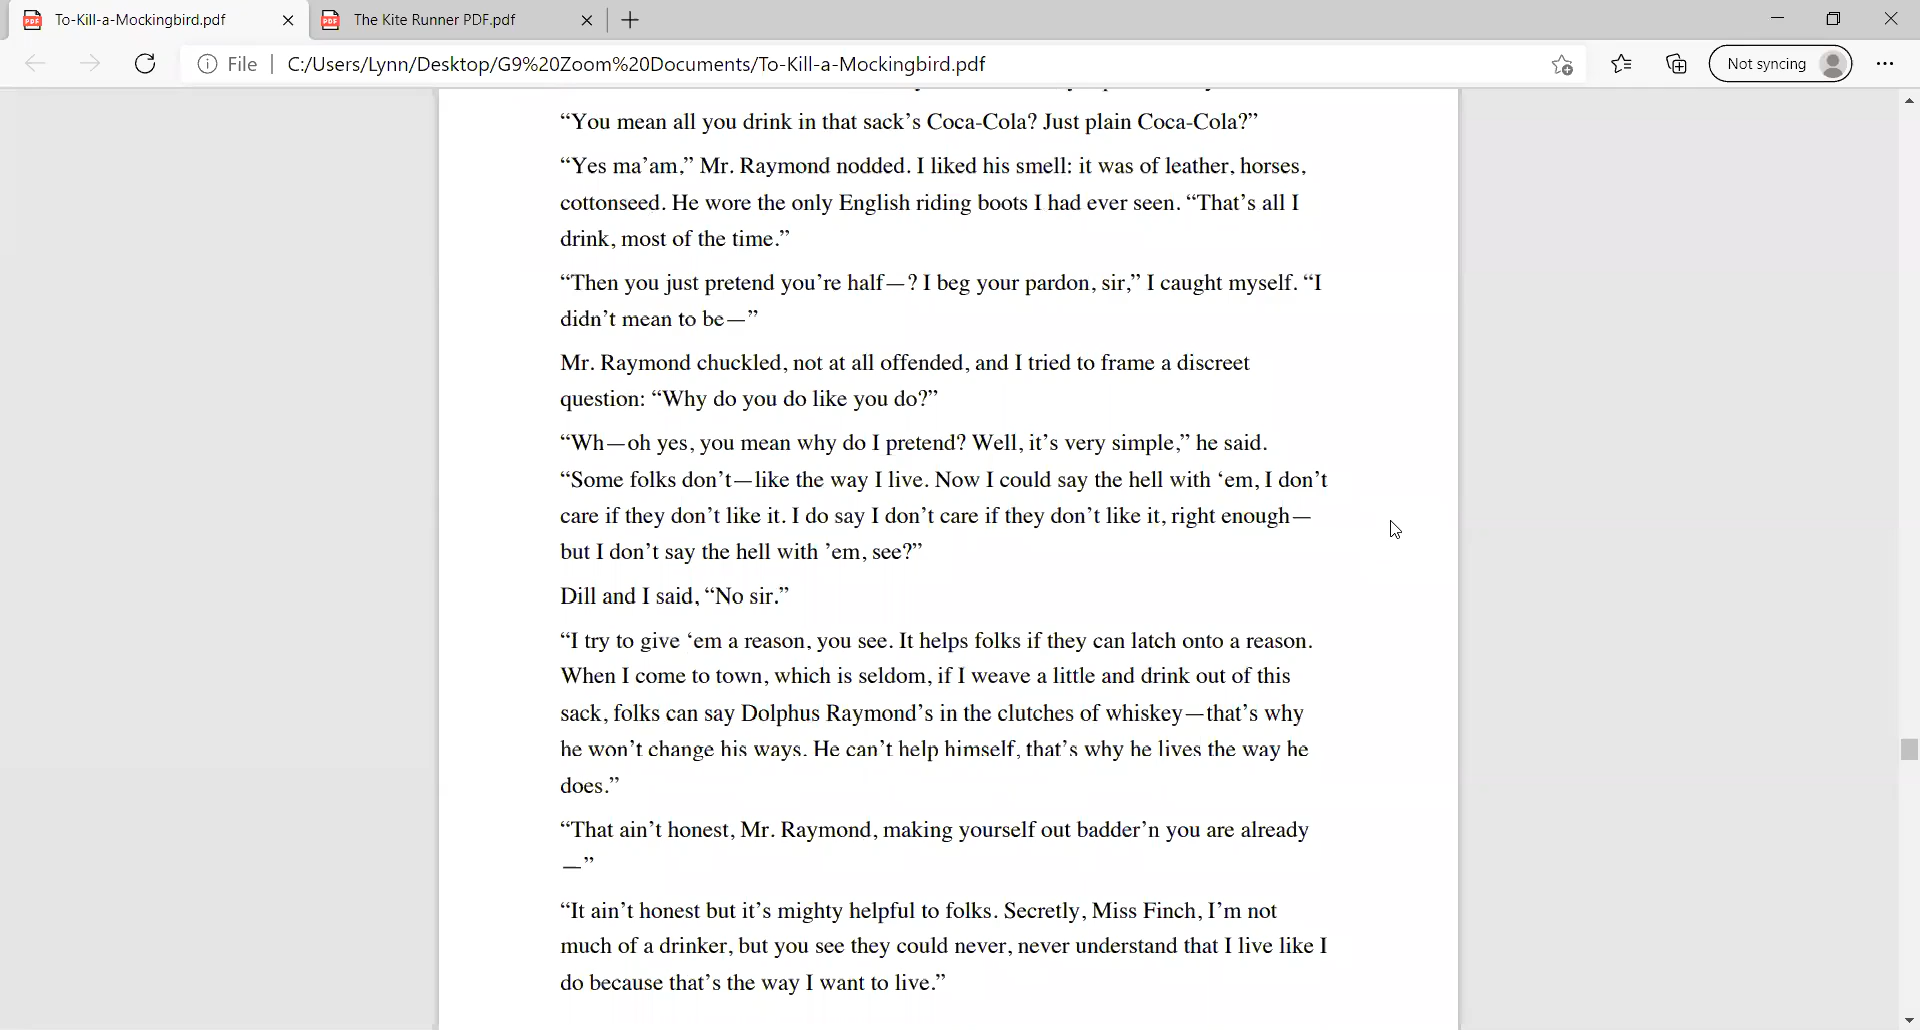 To-Kill-a-Mockingbird.pdf
The Kite Runner PDF.pdf
File
C:/Users/Lynn/Desktop/G9%20Zoom%20Documents/To-Kill-a-Mockingbird.pdf
Not syncing
“You mean all you drink in that sack’s Coca-Cola? Just plain Coca-Cola?”
“Yes ma’am,” Mr. Raymond nodded. I liked his smell: it was of leather, horses,
cottonseed. He wore the only English riding boots I had ever seen. “That’s all I
drink, most of the time.”
“Then you just pretend you’re half—? I beg your pardon, sir,” I caught myself. “I
didn’t mean to be—”
Mr. Raymond chuckled, not at all offended, and I tried to frame a discreet
question: “Why do you do like you do?”
“Wh—oh yes, you mean why do I pretend? Well, it’s very simple,” he said.
“Some folks don’t—like the way I live. Now I could say the hell with ‘em, I don’t
care if they don’t like it. I do say I don’t care if they don’t like it, right enough—
but I don’t say the hell with ’em, see?”
Dill and I said, “No sir.”
“I try to give ‘em a reason, you see. It helps folks if they can latch onto a reason.
When I come to town, which is seldom, if I weave a little and drink out of this
sack, folks can say Dolphus Raymond’s in the clutches of whiskey—that’s why
he won’t change his ways. He can’t help himself, that’s why he lives the way he
does.”
“That ain’t honest, Mr. Raymond, making yourself out badder’n you are already
—”
“It ain’t honest but it’s mighty helpful to folks. Secretly, Miss Finch, I’m not
much of a drinker, but you see they could never, never understand that I live like I
do because that’s the way I want to live.”